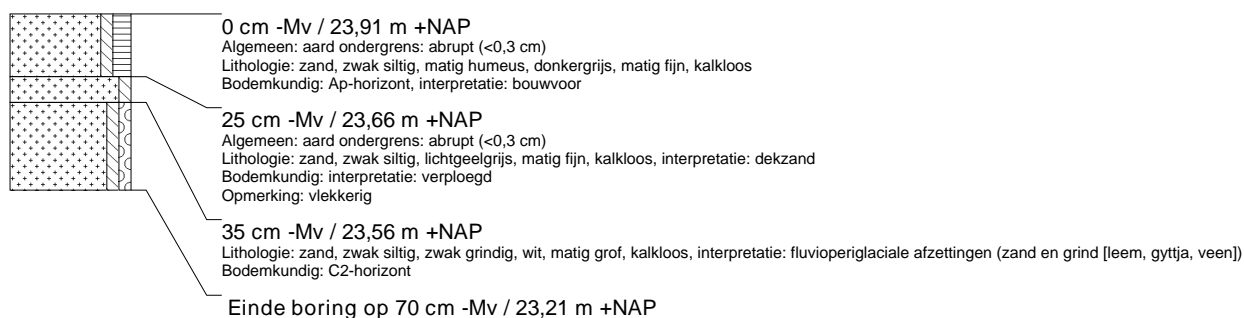 0 cm -Mv / 23,91 m +NAP
Algemeen: aard ondergrens: abrupt (<0,3 cm)
Lithologie: zand, zwak siltig, matig humeus, donkergrijs, matig fijn, kalkloos
Bodemkundig: Ap-horizont, interpretatie: bouwvoor
25 cm -Mv / 23,66 m +NAP
Algemeen: aard ondergrens: abrupt (<0,3 cm)
Lithologie: zand, zwak siltig, lichtgeelgrijs, matig fijn, kalkloos, interpretatie: dekzand
Bodemkundig: interpretatie: verploegd
Opmerking: vlekkerig
35 cm -Mv / 23,56 m +NAP
Lithologie: zand, zwak siltig, zwak grindig, wit, matig grof, kalkloos, interpretatie: fluvioperiglaciale afzettingen (zand en grind [leem, gyttja, veen])
Bodemkundig: C2-horizont
Einde boring op 70 cm -Mv / 23,21 m +NAP